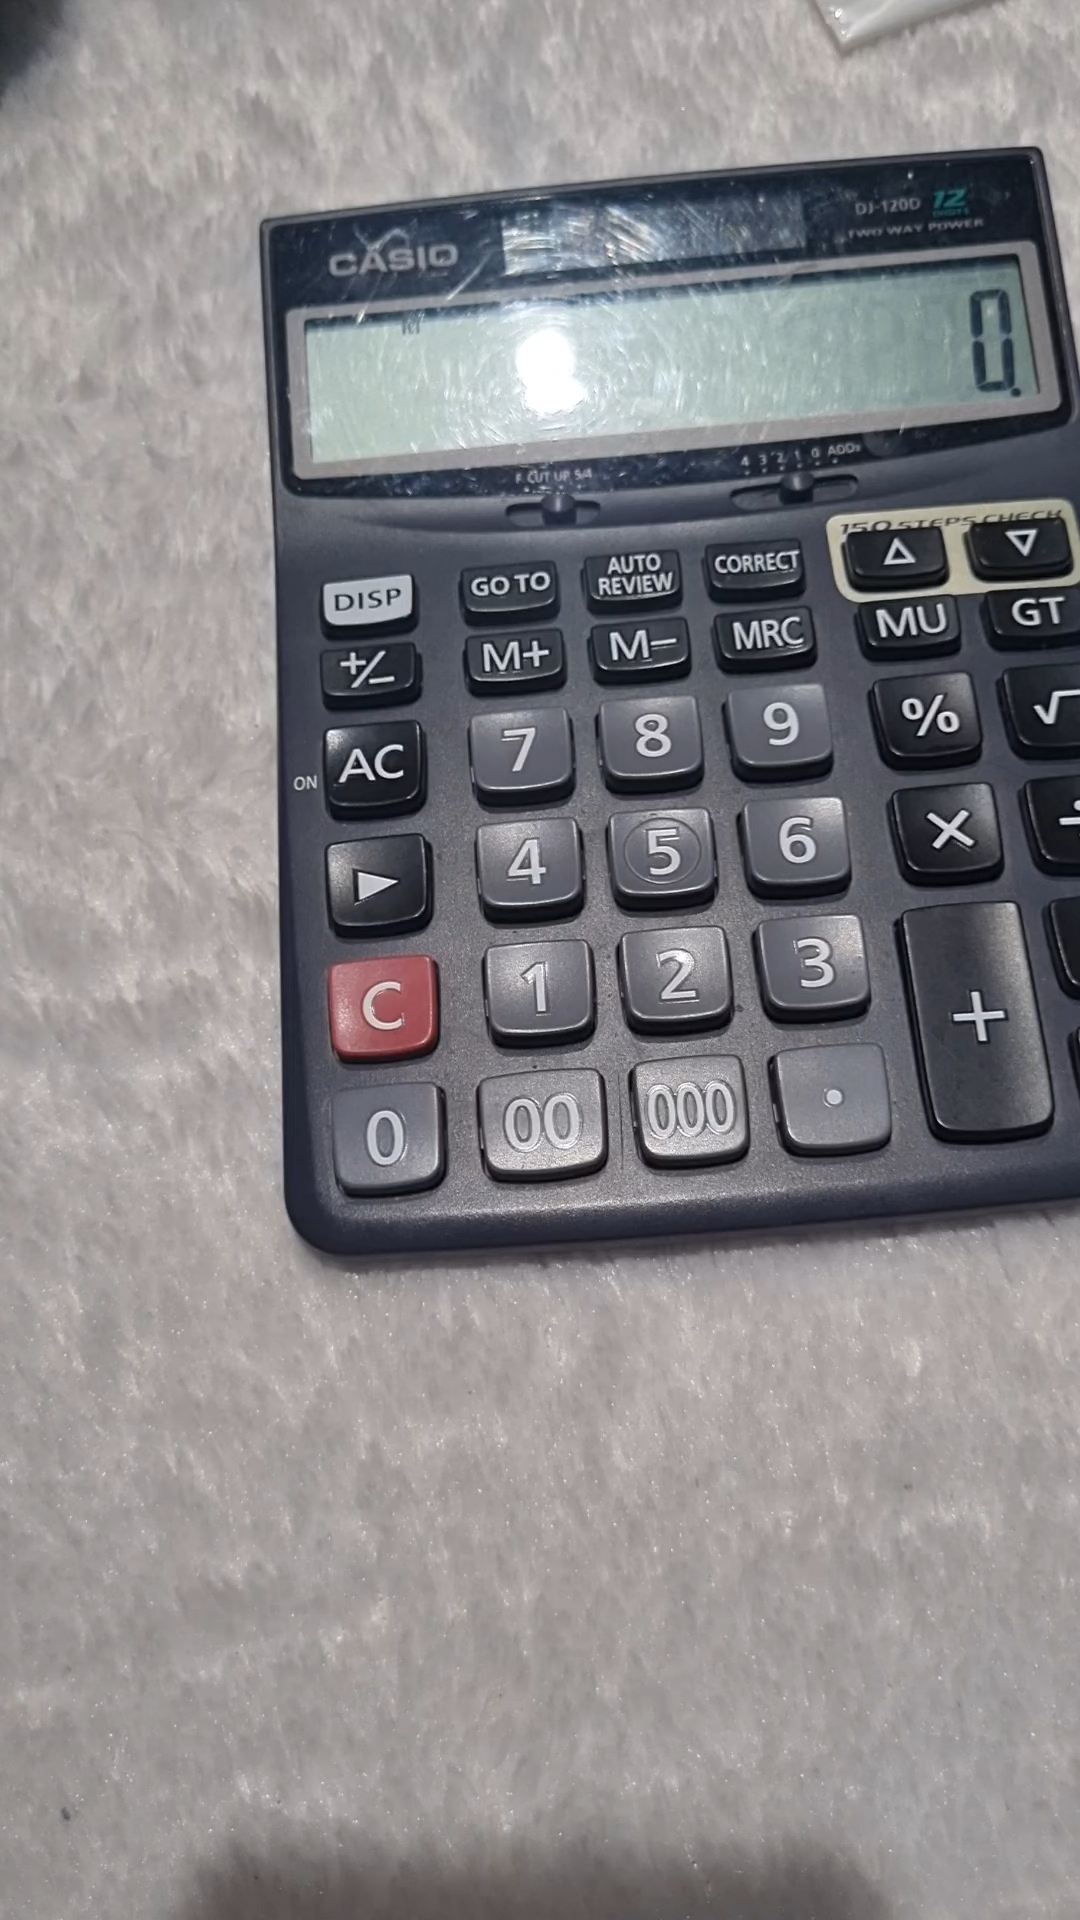 CASIO
DJ-120D 12
DIGITS
TWO WAY POWER
M
0.
F CUT UP 5/4
4 3 2 1 0 ADD2
150 STEPS CHECK
DISP GO TO AUTO REVIEW CORRECT △ ▽
+/− M+ M− MRC MU GT
ON AC 7 8 9 % √
▶ 4 5 6 × ÷
C 1 2 3 +
0 00 000 .